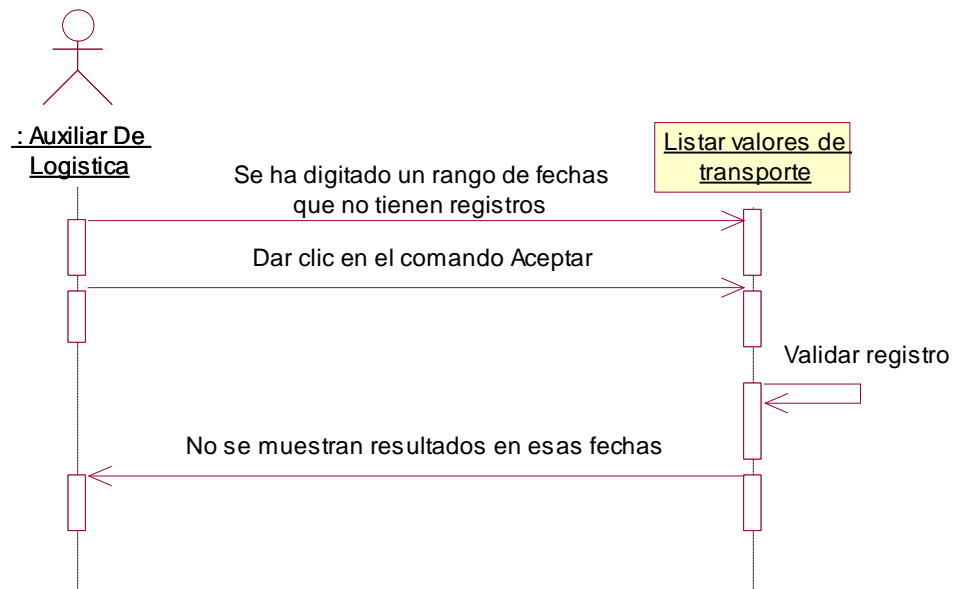 : Auxiliar De
Logistica
Listar valores de
transporte
Se ha digitado un rango de fechas
que no tienen registros
Dar clic en el comando Aceptar
Validar registro
No se muestran resultados en esas fechas